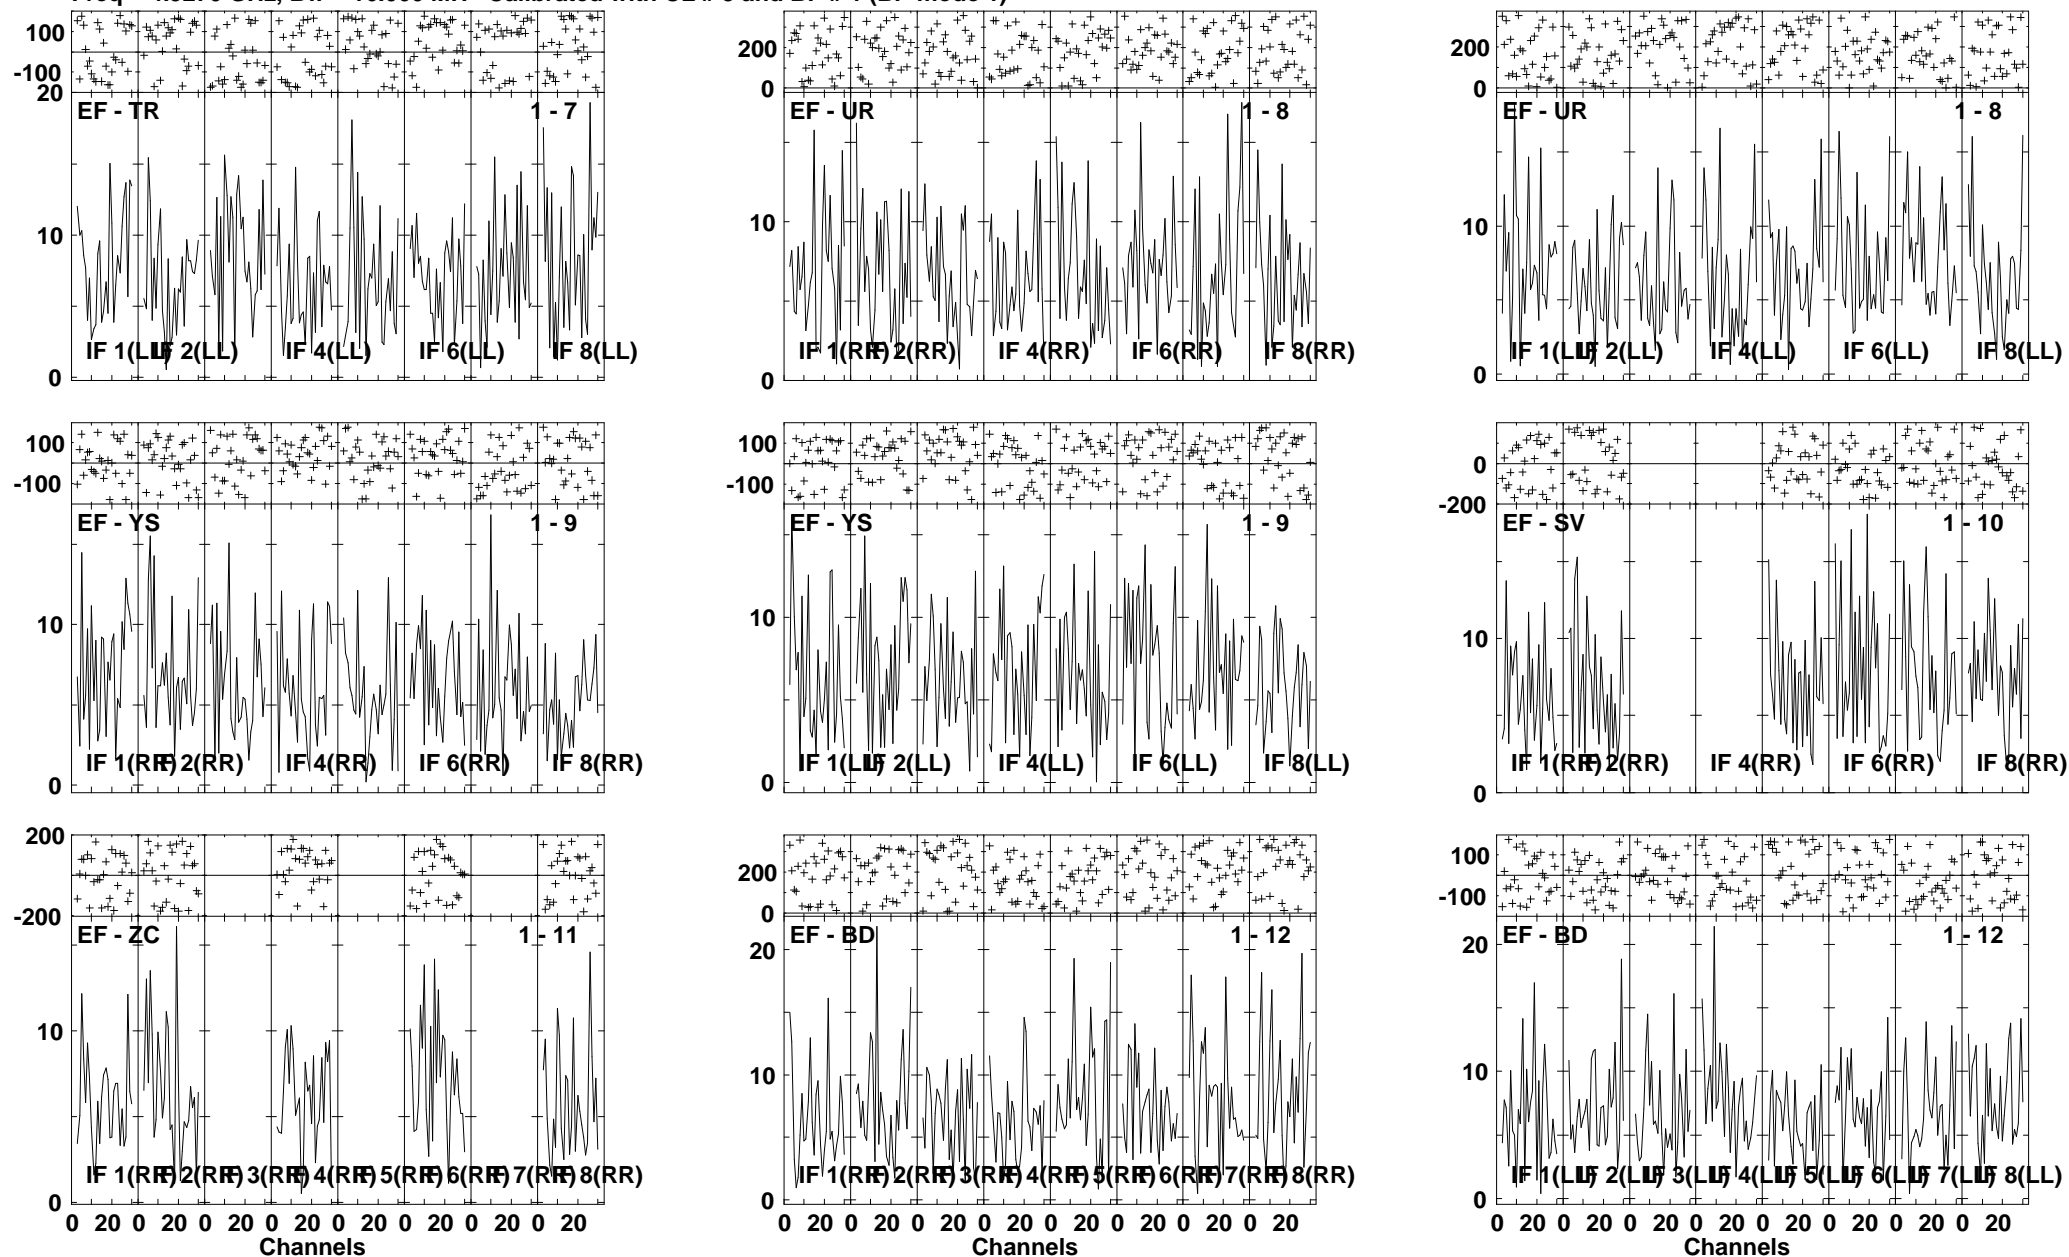 Freq GHz, MH Calibrated with and (BP mode 1)
100
-100
20
EF - TR 1 - 7
10
0
IF 1(LL) IF 2(LL) IF 4(LL) IF 6(LL) IF 8(LL)
200
0
EF - UR 1 - 8
10
0
IF 1(RR) IF 2(RR) IF 4(RR) IF 6(RR) IF 8(RR)
200
0
EF - UR 1 - 8
10
0
IF 1(LL) IF 2(LL) IF 4(LL) IF 6(LL) IF 8(LL)
100
-100
EF - YS 1 - 9
10
0
IF 1(RR) IF 2(RR) IF 4(RR) IF 6(RR) IF 8(RR)
100
-100
EF - YS 1 - 9
10
0
IF 1(LL) IF 2(LL) IF 4(LL) IF 6(LL) IF 8(LL)
0
-200
EF - SV 1 - 10
10
0
IF 1(RR) IF 2(RR) IF 4(RR) IF 6(RR) IF 8(RR)
200
-200
EF - ZC 1 - 11
10
0
IF 1(RR) IF 2(RR) IF 3(RR) IF 4(RR) IF 5(RR) IF 6(RR) IF 7(RR) IF 8(RR)
0 20 0 20 0 20 0 20 0 20 0 20 0 20 0 20
Channels
200
0
EF - BD 1 - 12
20
10
0
IF 1(RR) IF 2(RR) IF 3(RR) IF 4(RR) IF 5(RR) IF 6(RR) IF 7(RR) IF 8(RR)
0 20 0 20 0 20 0 20 0 20 0 20 0 20 0 20
100
-100
EF - BD 1 - 12
20
10
0
IF 1(LL) IF 2(LL) IF 3(LL) IF 4(LL) IF 5(LL) IF 6(LL) IF 7(LL) IF 8(LL)
0 20 0 20 0 20 0 20 0 20 0 20 0 20 0 20
Channels